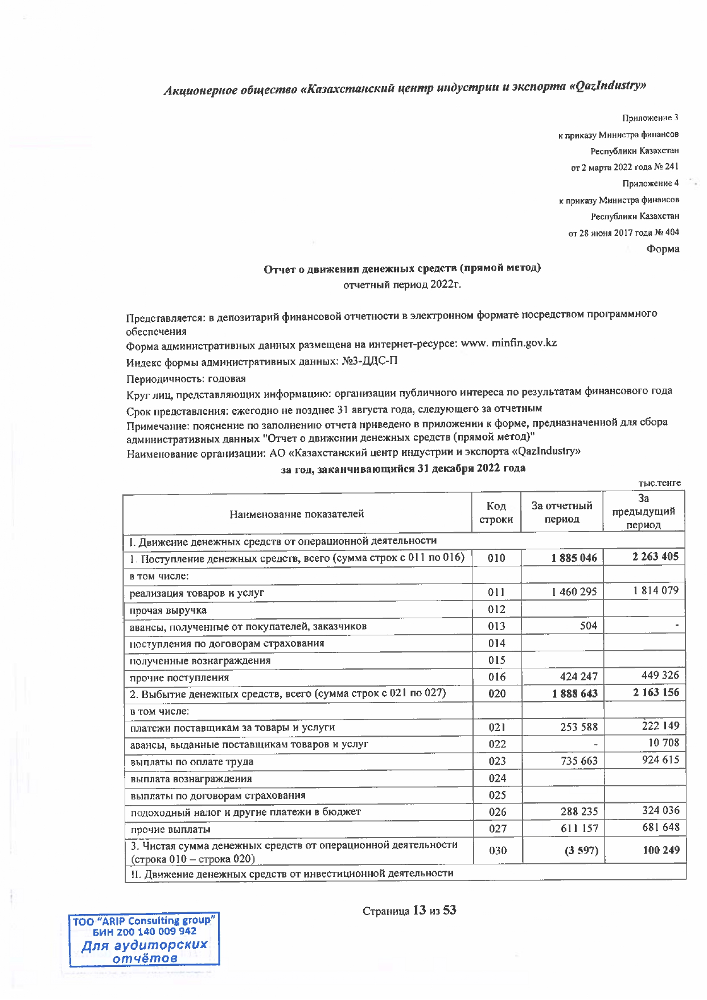 Акционерное общество «Казахстанский центр индустрии и экспорта «QazIndustry»
Приложение 3
к приказу Министра финансов
Республики Казахстан
от 2 марта 2022 года № 241
Приложение 4
к приказу Министра финансов
Республики Казахстан
от 28 июня 2017 года № 404
Форма
Отчет о движении денежных средств (прямой метод)
отчетный период 2022г.
Представляется: в депозитарий финансовой отчетности в электронном формате посредством программного
обеспечения
Форма административных данных размещена на интернет-ресурсе: www. minfin.gov.kz
Индекс формы административных данных: №3-ДДС-П
Периодичность: годовая
Круг лиц, представляющих информацию: организации публичного интереса по результатам финансового года
Срок представления: ежегодно не позднее 31 августа года, следующего за отчетным
Примечание: пояснение по заполнению отчета приведено в приложении к форме, предназначенной для сбора
административных данных "Отчет о движении денежных средств (прямой метод)"
Наименование организации: АО «Казахстанский центр индустрии и экспорта «QazIndustry»
за год, заканчивающийся 31 декабря 2022 года
тыс.тенге
Наименование показателей Код строки За отчетный период За предыдущий период
I. Движение денежных средств от операционной деятельности
1. Поступление денежных средств, всего (сумма строк с 011 по 016) 010 1 885 046 2 263 405
в том числе:
реализация товаров и услуг 011 1 460 295 1 814 079
прочая выручка 012
авансы, полученные от покупателей, заказчиков 013 504 -
поступления по договорам страхования 014
полученные вознаграждения 015
прочие поступления 016 424 247 449 326
2. Выбытие денежных средств, всего (сумма строк с 021 по 027) 020 1 888 643 2 163 156
в том числе:
платежи поставщикам за товары и услуги 021 253 588 222 149
авансы, выданные поставщикам товаров и услуг 022 - 10 708
выплаты по оплате труда 023 735 663 924 615
выплата вознаграждения 024
выплаты по договорам страхования 025
подоходный налог и другие платежи в бюджет 026 288 235 324 036
прочие выплаты 027 611 157 681 648
3. Чистая сумма денежных средств от операционной деятельности
(строка 010 – строка 020) 030 (3 597) 100 249
II. Движение денежных средств от инвестиционной деятельности
Страница 13 из 53
ТОО "ARIP Consulting group"
БИН 200 140 009 942
Для аудиторских
отчётов